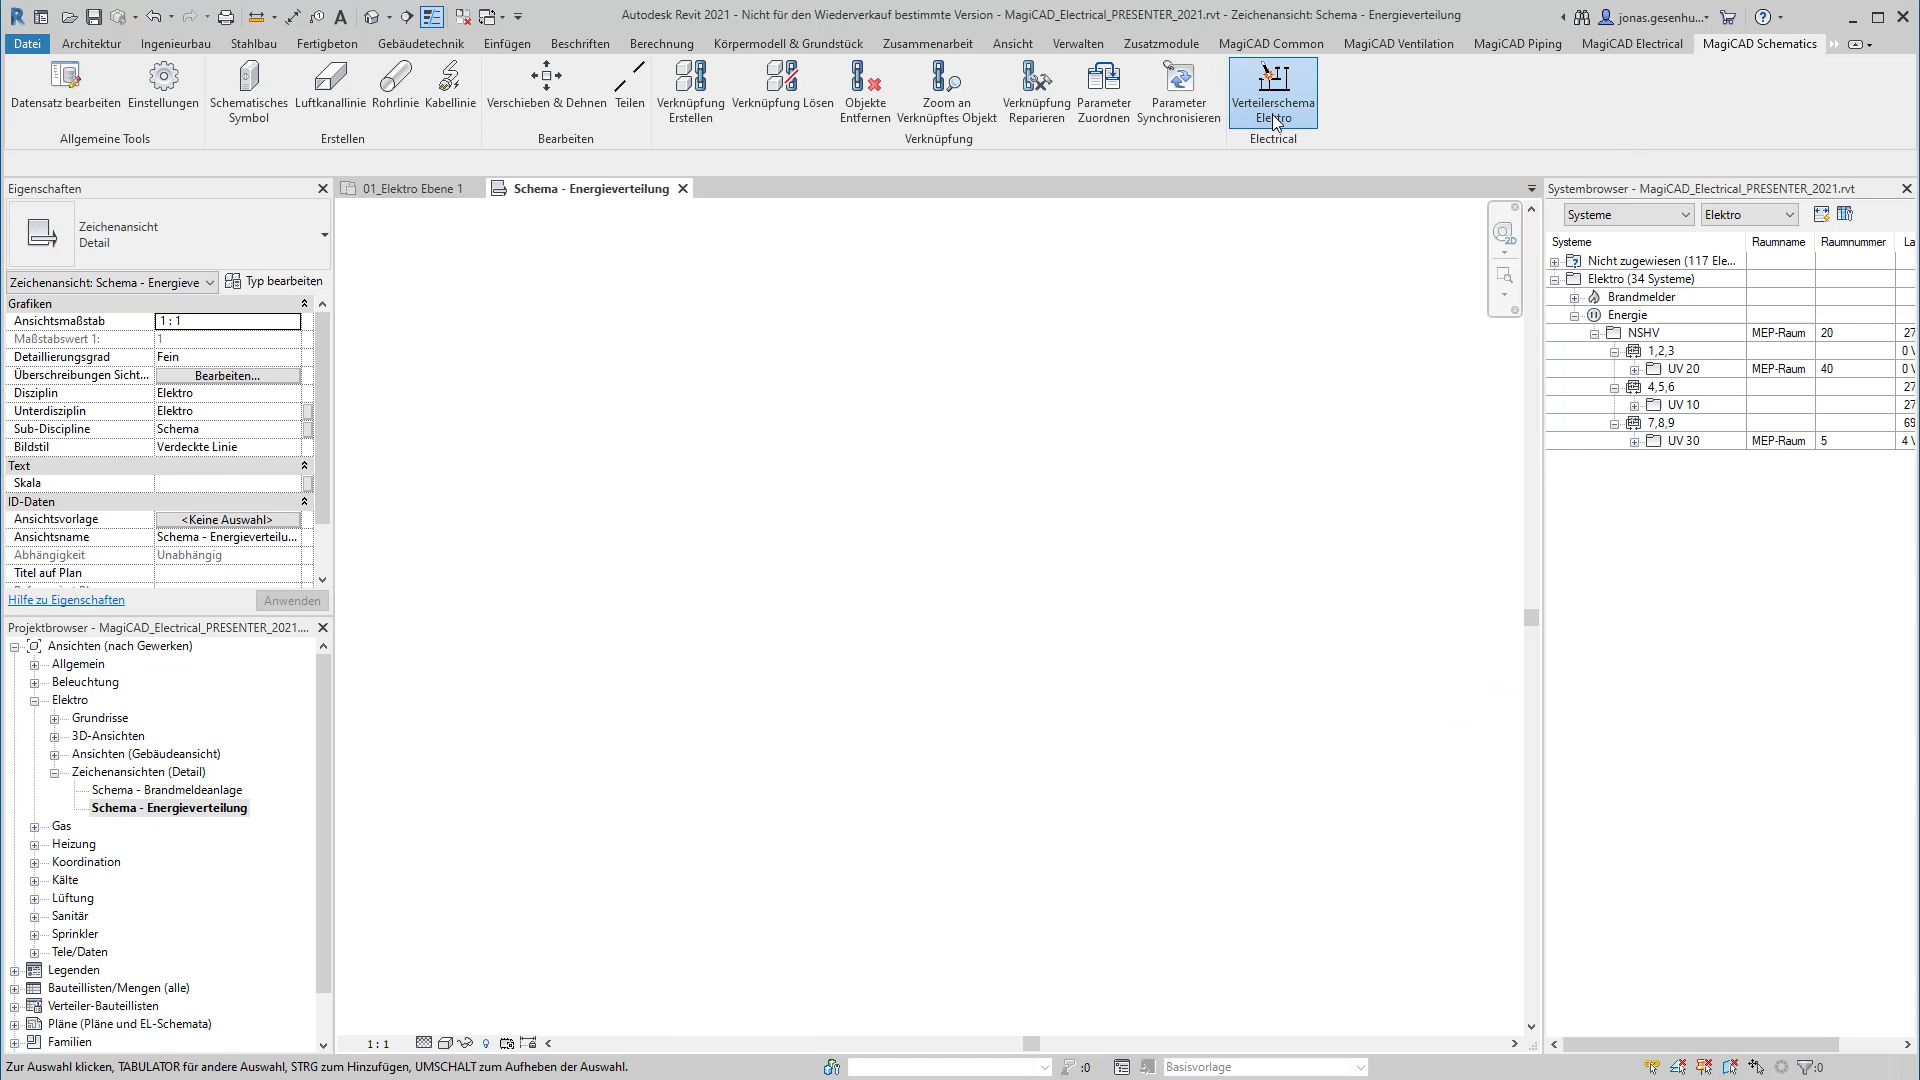 Autodesk Revit 2021 - Nicht für den Wiederverkauf bestimmte Version - MagiCAD_Electrical_PRESENTER_2021.rvt - Zeichenansicht: Schema - Energieverteilung
jonas.gesenhu...
Datei Architektur Ingenieurbau Stahlbau Fertigbeton Gebäudetechnik Einfügen Beschriften Berechnung Körpermodell & Grundstück Zusammenarbeit Ansicht Verwalten Zusatzmodule MagiCAD Common MagiCAD Ventilation MagiCAD Piping MagiCAD Electrical MagiCAD Schematics
Datensatz bearbeiten Einstellungen
Schematisches Symbol
Luftkanallinie Rohrlinie Kabellinie
Verschieben & Dehnen Teilen
Verknüpfung Erstellen
Verknüpfung Lösen
Objekte Entfernen
Zoom an Verknüpftes Objekt
Verknüpfung Reparieren
Parameter Zuordnen
Parameter Synchronisieren
Verteilerschema Elektro
Allgemeine Tools Erstellen Bearbeiten Verknüpfung Electrical
Eigenschaften
Zeichenansicht
Detail
Zeichenansicht: Schema - Energieve
Typ bearbeiten
Grafiken
Ansichtsmaßstab 1 : 1
Maßstabswert 1: 1
Detaillierungsgrad Fein
Überschreibungen Sicht... Bearbeiten...
Disziplin Elektro
Unterdisziplin Elektro
Sub-Discipline Schema
Bildstil Verdeckte Linie
Text
Skala
ID-Daten
Ansichtsvorlage <Keine Auswahl>
Ansichtsname Schema - Energieverteilu...
Abhängigkeit Unabhängig
Titel auf Plan
Hilfe zu Eigenschaften Anwenden
Projektbrowser - MagiCAD_Electrical_PRESENTER_2021....
Ansichten (nach Gewerken)
Allgemein
Beleuchtung
Elektro
Grundrisse
3D-Ansichten
Ansichten (Gebäudeansicht)
Zeichenansichten (Detail)
Schema - Brandmeldeanlage
Schema - Energieverteilung
Gas
Heizung
Koordination
Kälte
Lüftung
Sanitär
Sprinkler
Tele/Daten
Legenden
Bauteillisten/Mengen (alle)
Verteiler-Bauteillisten
Pläne (Pläne und EL-Schemata)
Familien
01_Elektro Ebene 1
Schema - Energieverteilung
2D
1 : 1
Systembrowser - MagiCAD_Electrical_PRESENTER_2021.rvt
Systeme Elektro
Systeme Raumname Raumnummer La
Nicht zugewiesen (117 Ele...
Elektro (34 Systeme)
Brandmelder
Energie
NSHV MEP-Raum 20 27
1,2,3 0 V
UV 20 MEP-Raum 40 0 V
4,5,6 27
UV 10 27
7,8,9 69
UV 30 MEP-Raum 5 4 V
Zur Auswahl klicken, TABULATOR für andere Auswahl, STRG zum Hinzufügen, UMSCHALT zum Aufheben der Auswahl.
:0
Basisvorlage
:0